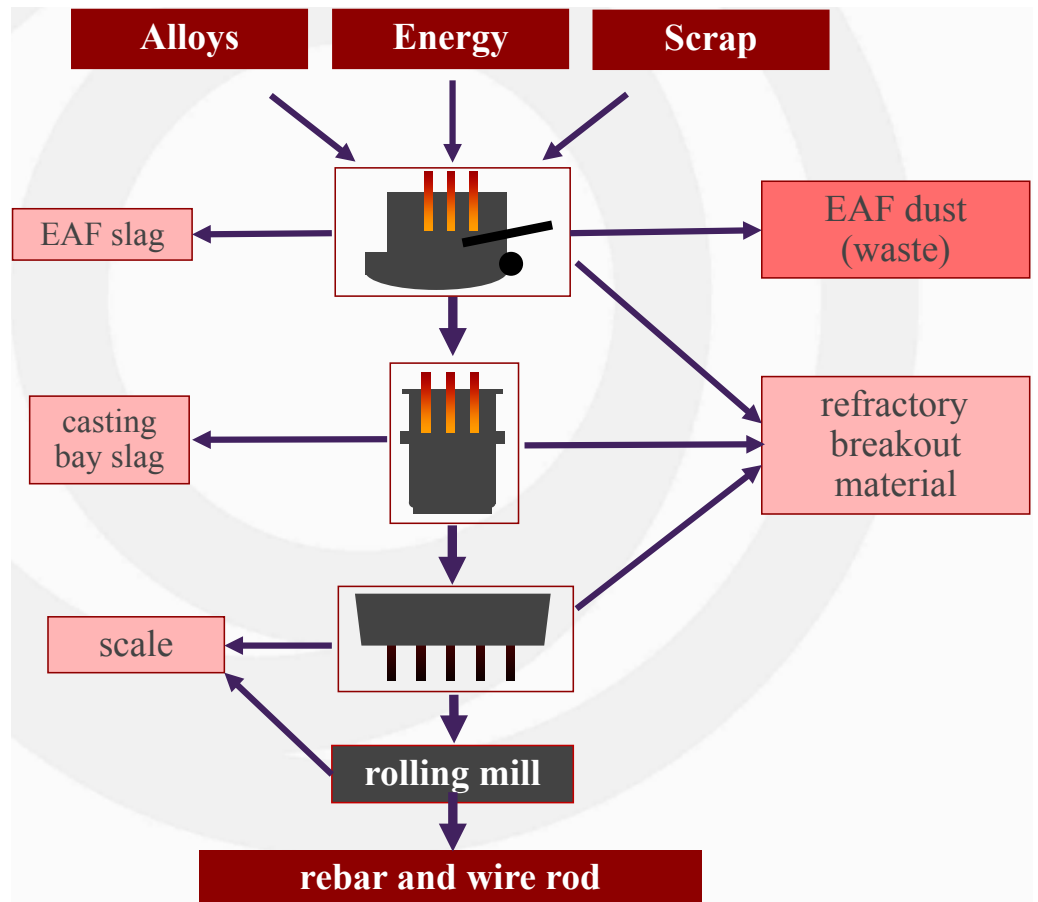 Alloys
Energy
Scrap
EAF slag
EAF dust
(waste)
casting
bay slag
refractory
breakout
material
scale
rolling mill
rebar and wire rod